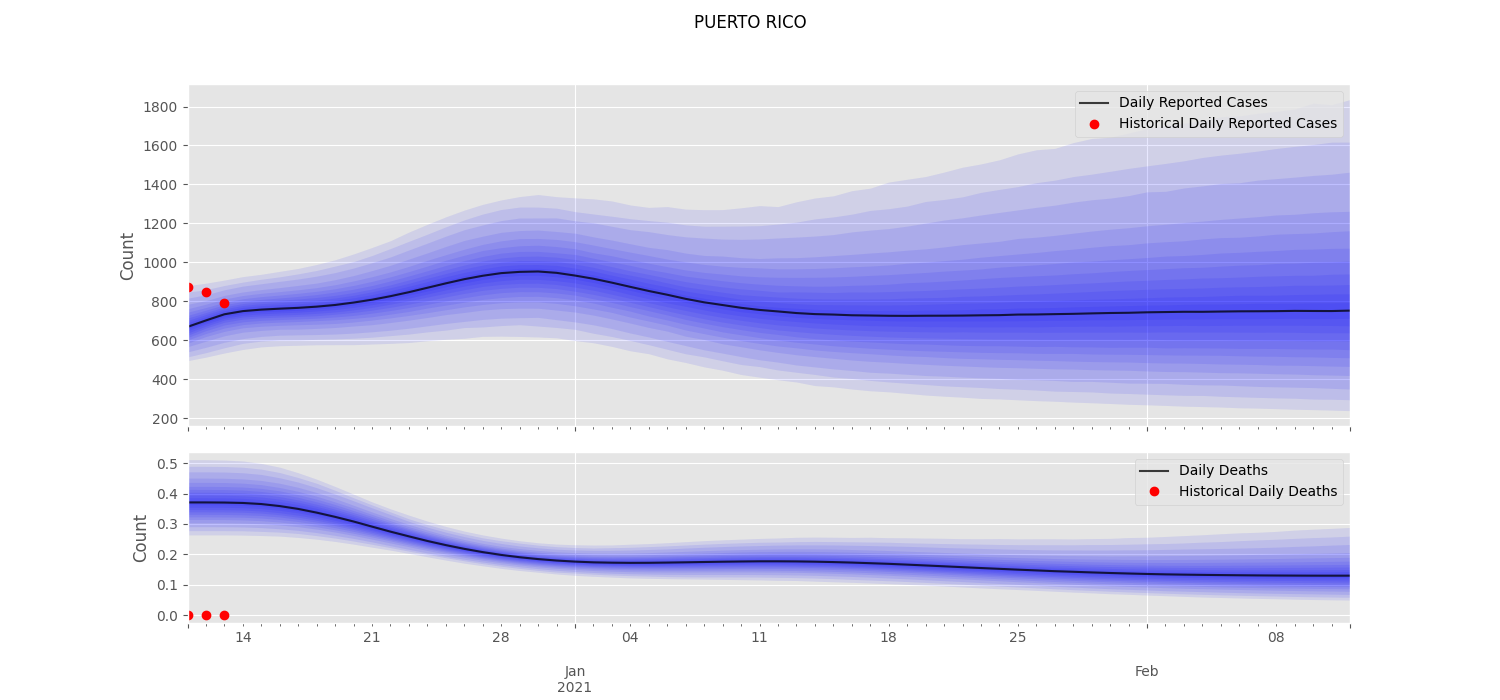 PUERTO RICO
Daily Reported Cases
Historical Daily Reported Cases
Count
1800
1600
1400
1200
1000
800
600
400
200
Daily Deaths
Historical Daily Deaths
Count
0.5
0.4
0.3
0.2
0.1
0.0
14 21 28 04 11 18 25 08
Jan Feb
2021